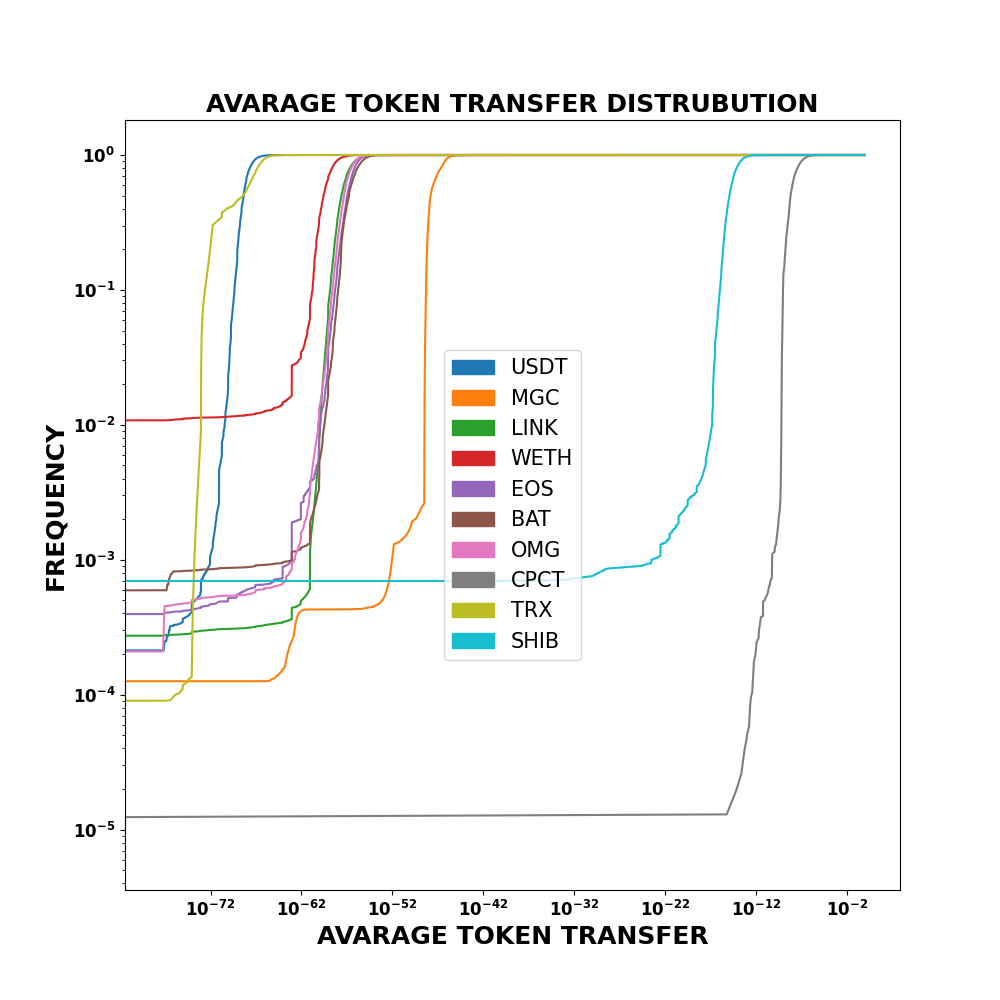 AVARAGE TOKEN TRANSFER DISTRUBUTION
FREQUENCY
10⁰
10⁻¹
10⁻²
10⁻³
10⁻⁴
10⁻⁵
USDT
MGC
LINK
WETH
EOS
BAT
OMG
CPCT
TRX
SHIB
10⁻⁷² 10⁻⁶² 10⁻⁵² 10⁻⁴² 10⁻³² 10⁻²² 10⁻¹² 10⁻²
AVARAGE TOKEN TRANSFER